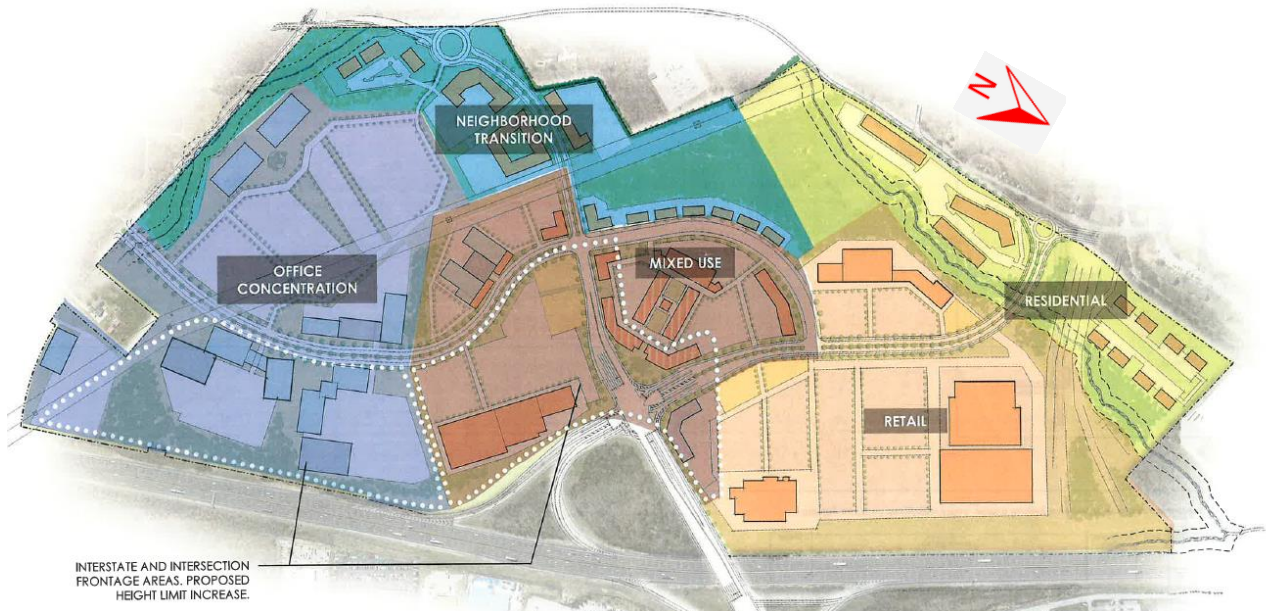 N
NEIGHBORHOOD
TRANSITION
OFFICE
CONCENTRATION
MIXED USE
RESIDENTIAL
RETAIL
INTERSTATE AND INTERSECTION
FRONTAGE AREAS. PROPOSED
HEIGHT LIMIT INCREASE.